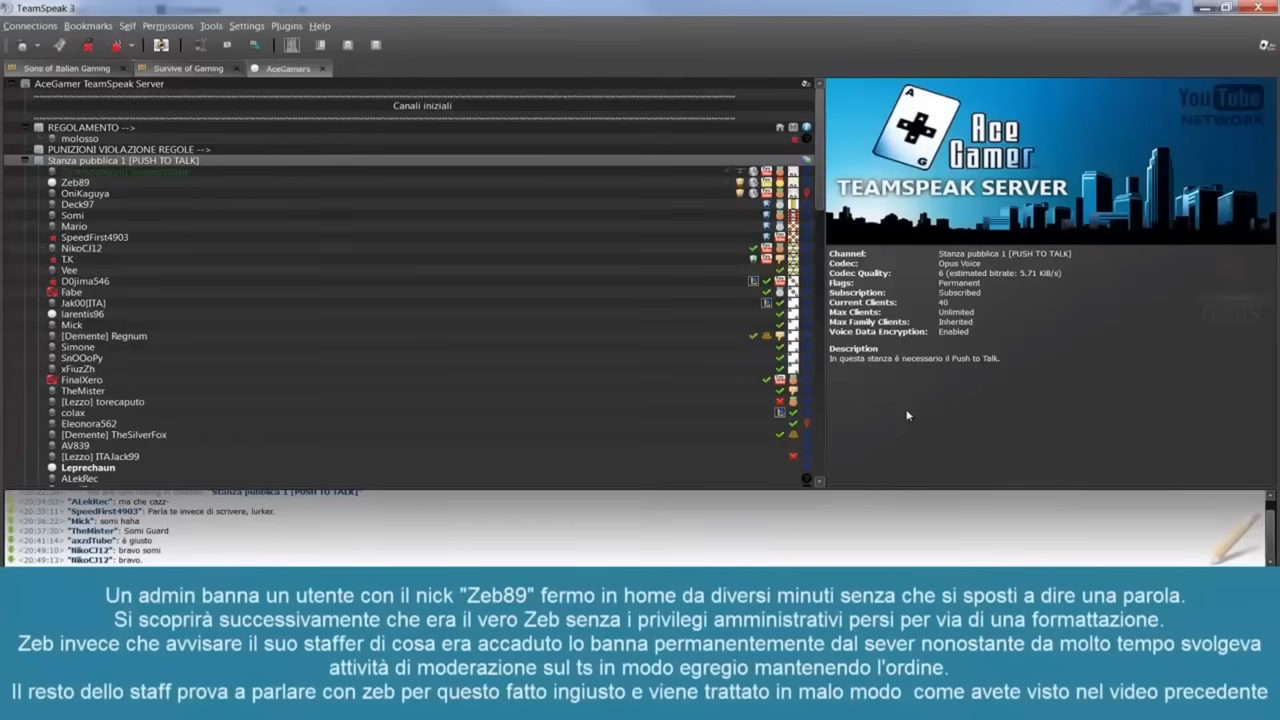 TeamSpeak 3
Connections Bookmarks Self Permissions Tools Settings Plugins Help
Sons of Italian Gaming Survive of Gaming AceGamers
AceGamer TeamSpeak Server
Canali iniziali
REGOLAMENTO -->
molosso
PUNIZIONI VIOLAZIONE REGOLE -->
Stanza pubblica 1 [PUSH TO TALK]
Zeb89
OniKaguya
Deck97
Somi
Mario
SpeedFirst4903
NikoCJ12
T.K
Vee
D0jima546
Fabe
Jak00[ITA]
larentis96
Mick
[Demente] Regnum
Simone
SnOOoPy
xFiuzZh
FinalXero
TheMister
[Lezzo] torecaputo
colax
Eleonora562
[Demente] TheSilverFox
AV839
[Lezzo] ITAJack99
Leprechaun
ALekRec
YouTube
NETWORK
A
G
Ace
Gamer
TEAMSPEAK SERVER
Channel: Stanza pubblica 1 [PUSH TO TALK]
Codec: Opus Voice
Codec Quality: 6 (estimated bitrate: 5.71 KiB/s)
Flags: Permanent
Subscription: Subscribed
Current Clients: 40
Max Clients: Unlimited
Max Family Clients: Inherited
Voice Data Encryption: Enabled
Description
In questa stanza è necessario il Push to Talk.
"Stanza pubblica 1 [PUSH TO TALK]"
<20:34:53> "ALekRec": ma che cazz-
<20:35:11> "SpeedFirst4903": Parla te invece di scrivere, lurker.
<20:36:22> "Mick": somi haha
<20:37:30> "TheMister": Somi Guard
<20:41:14> "axzdTube": è giusto
<20:49:10> "NikoCJ12": bravo somi
<20:49:13> "NikoCJ12": bravo.
Un admin banna un utente con il nick "Zeb89" fermo in home da diversi minuti senza che si sposti a dire una parola.
Si scoprirà successivamente che era il vero Zeb senza i privilegi amministrativi persi per via di una formattazione.
Zeb invece che avvisare il suo staffer di cosa era accaduto lo banna permanentemente dal sever nonostante da molto tempo svolgeva
attività di moderazione sul ts in modo egregio mantenendo l'ordine.
Il resto dello staff prova a parlare con zeb per questo fatto ingiusto e viene trattato in malo modo come avete visto nel video precedente